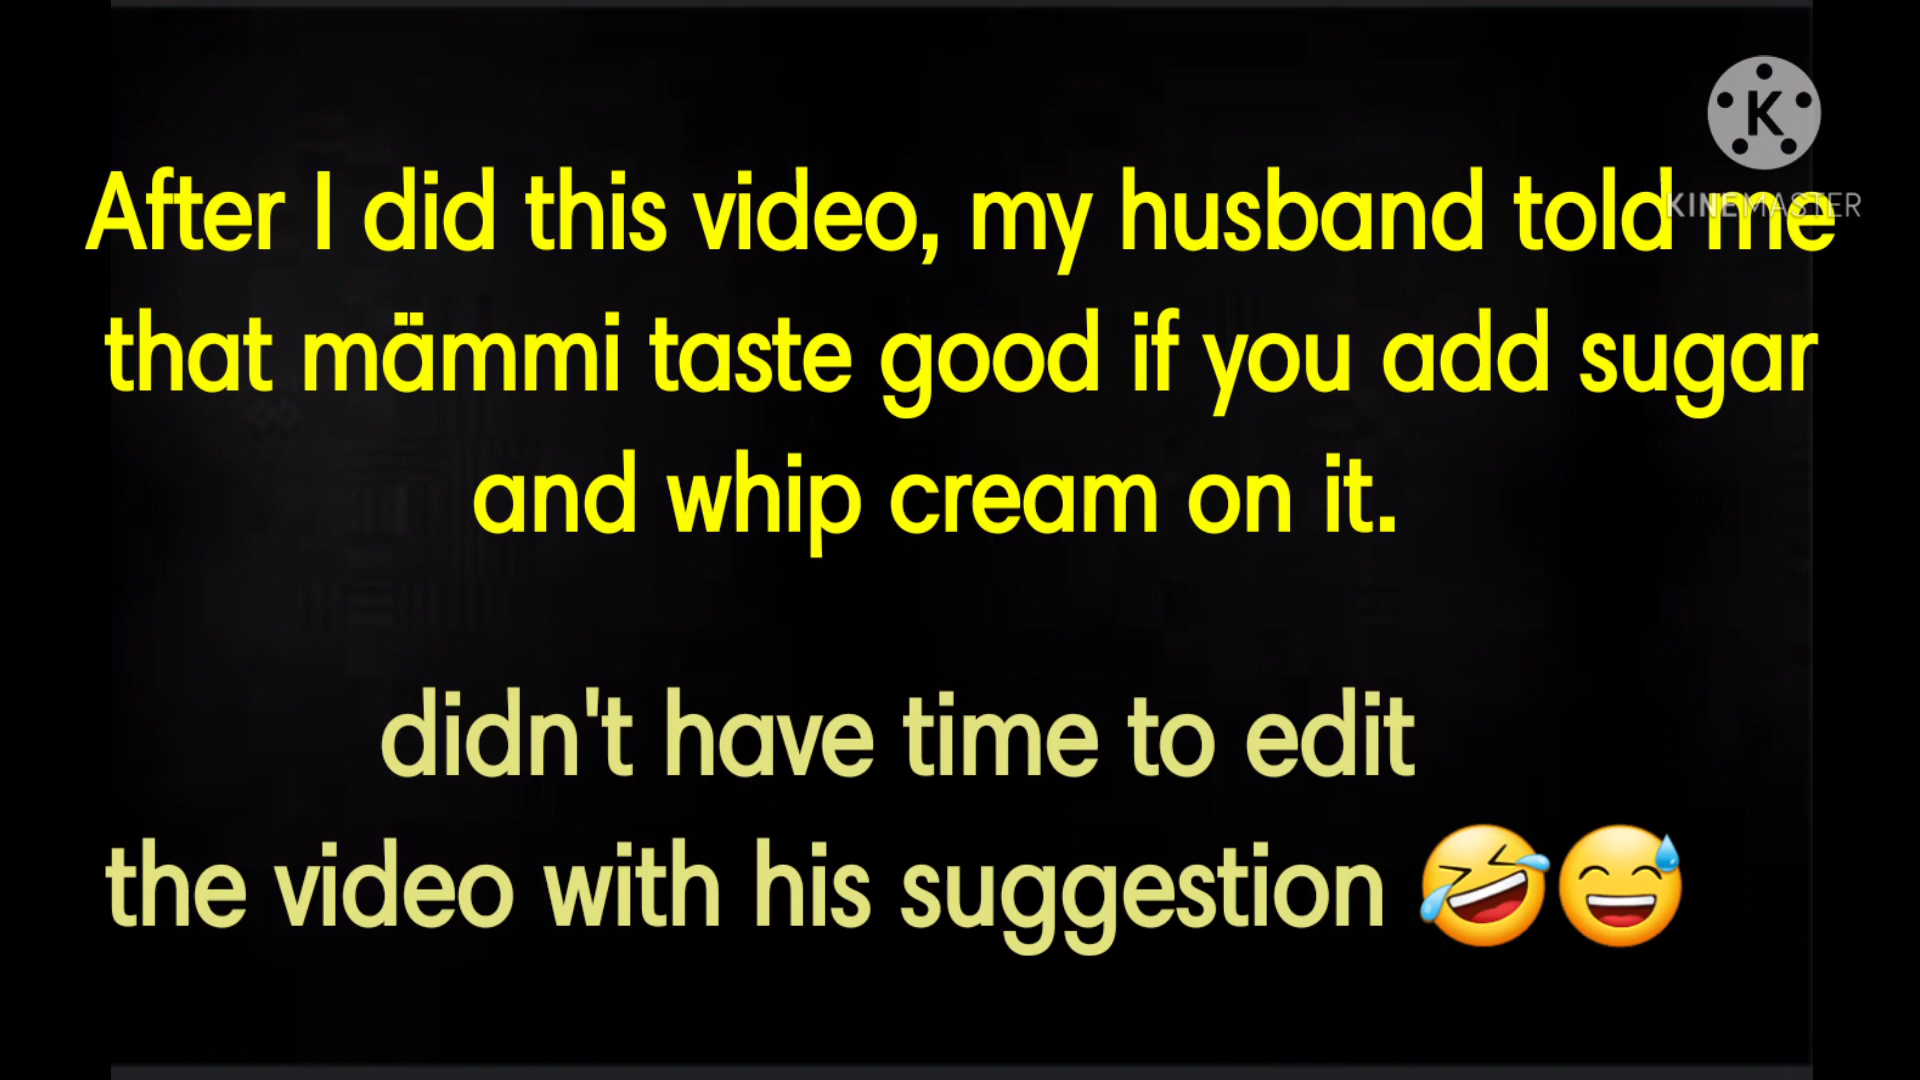 K
KINEMASTER
After I did this video, my husband told me
that mämmi taste good if you add sugar
and whip cream on it.
didn't have time to edit
the video with his suggestion 🤣😅